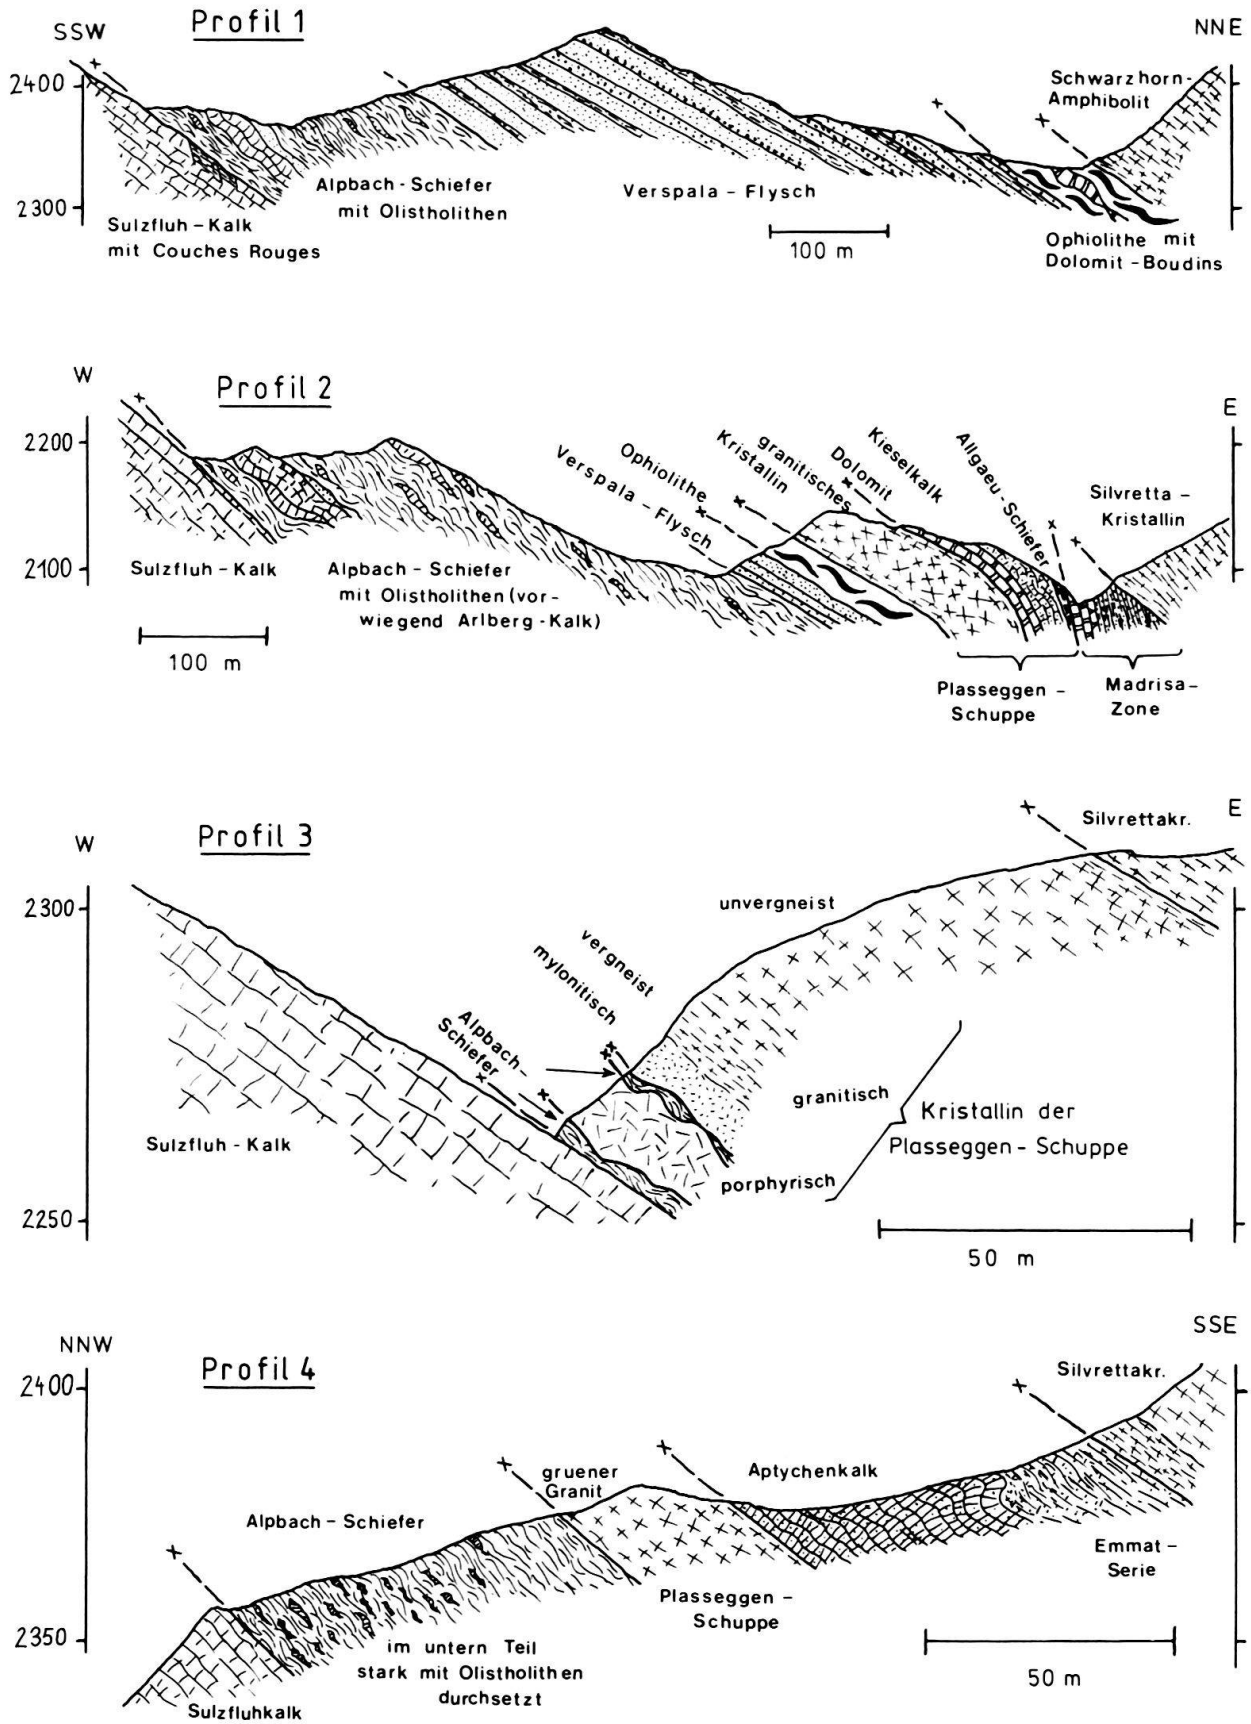 Profil 1
SSW
NNE
2400
2300
Schwarzhorn-
Amphibolit
Alpbach - Schiefer
mit Olistholithen
Verspala - Flysch
Sulzfluh - Kalk
mit Couches Rouges
100 m
Ophiolithe mit
Dolomit - Boudins
W
Profil 2
E
2200
2100
Verspala - Flysch
Ophiolithe
granitisches
Kristallin
Dolomit
Kieselkalk
Allgaeu - Schiefer
Silvretta -
Kristallin
Sulzfluh - Kalk
Alpbach - Schiefer
mit Olistholithen (vor-
wiegend Arlberg - Kalk)
100 m
Plasseggen -
Schuppe
Madrisa-
Zone
W
Profil 3
E
Silvrettakr.
2300
2250
unvergneist
vergneist
mylonitisch
Alpbach-
Schiefer
granitisch
Kristallin der
Plasseggen - Schuppe
Sulzfluh - Kalk
porphyrisch
50 m
NNW
Profil 4
SSE
2400
2350
Silvrettakr.
gruener
Granit
Aptychenkalk
Alpbach - Schiefer
Emmat -
Serie
Plasseggen -
Schuppe
im untern Teil
stark mit Olistholithen
durchsetzt
50 m
Sulzfluhkalk